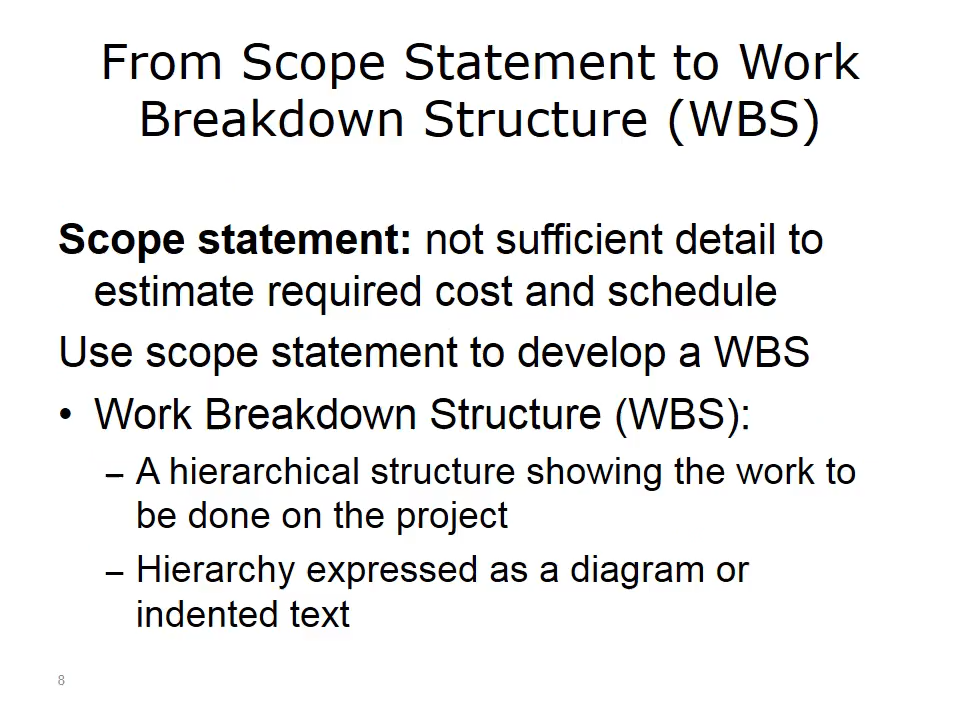 From Scope Statement to Work
Breakdown Structure (WBS)
Scope statement: not sufficient detail to
estimate required cost and schedule
Use scope statement to develop a WBS
• Work Breakdown Structure (WBS):
– A hierarchical structure showing the work to
be done on the project
– Hierarchy expressed as a diagram or
indented text
8